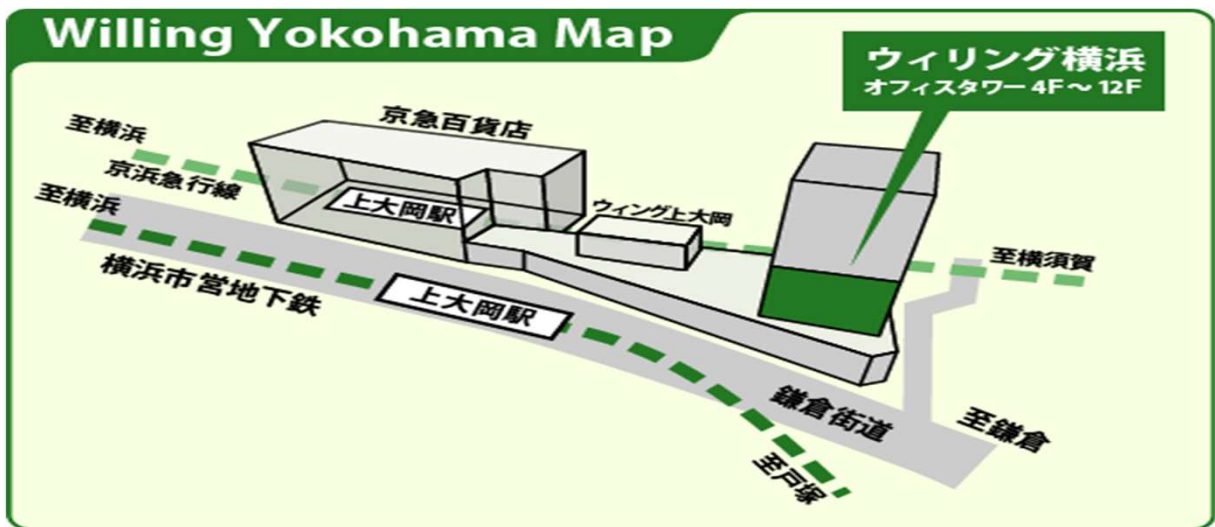 Willing Yokohama Map
ウィリング横浜
オフィスタワー 4F～12F
京急百貨店
至横浜
京浜急行線
上大岡駅
ウィング上大岡
至横須賀
至横浜
横浜市営地下鉄
上大岡駅
鎌倉街道
至鎌倉
至戸塚